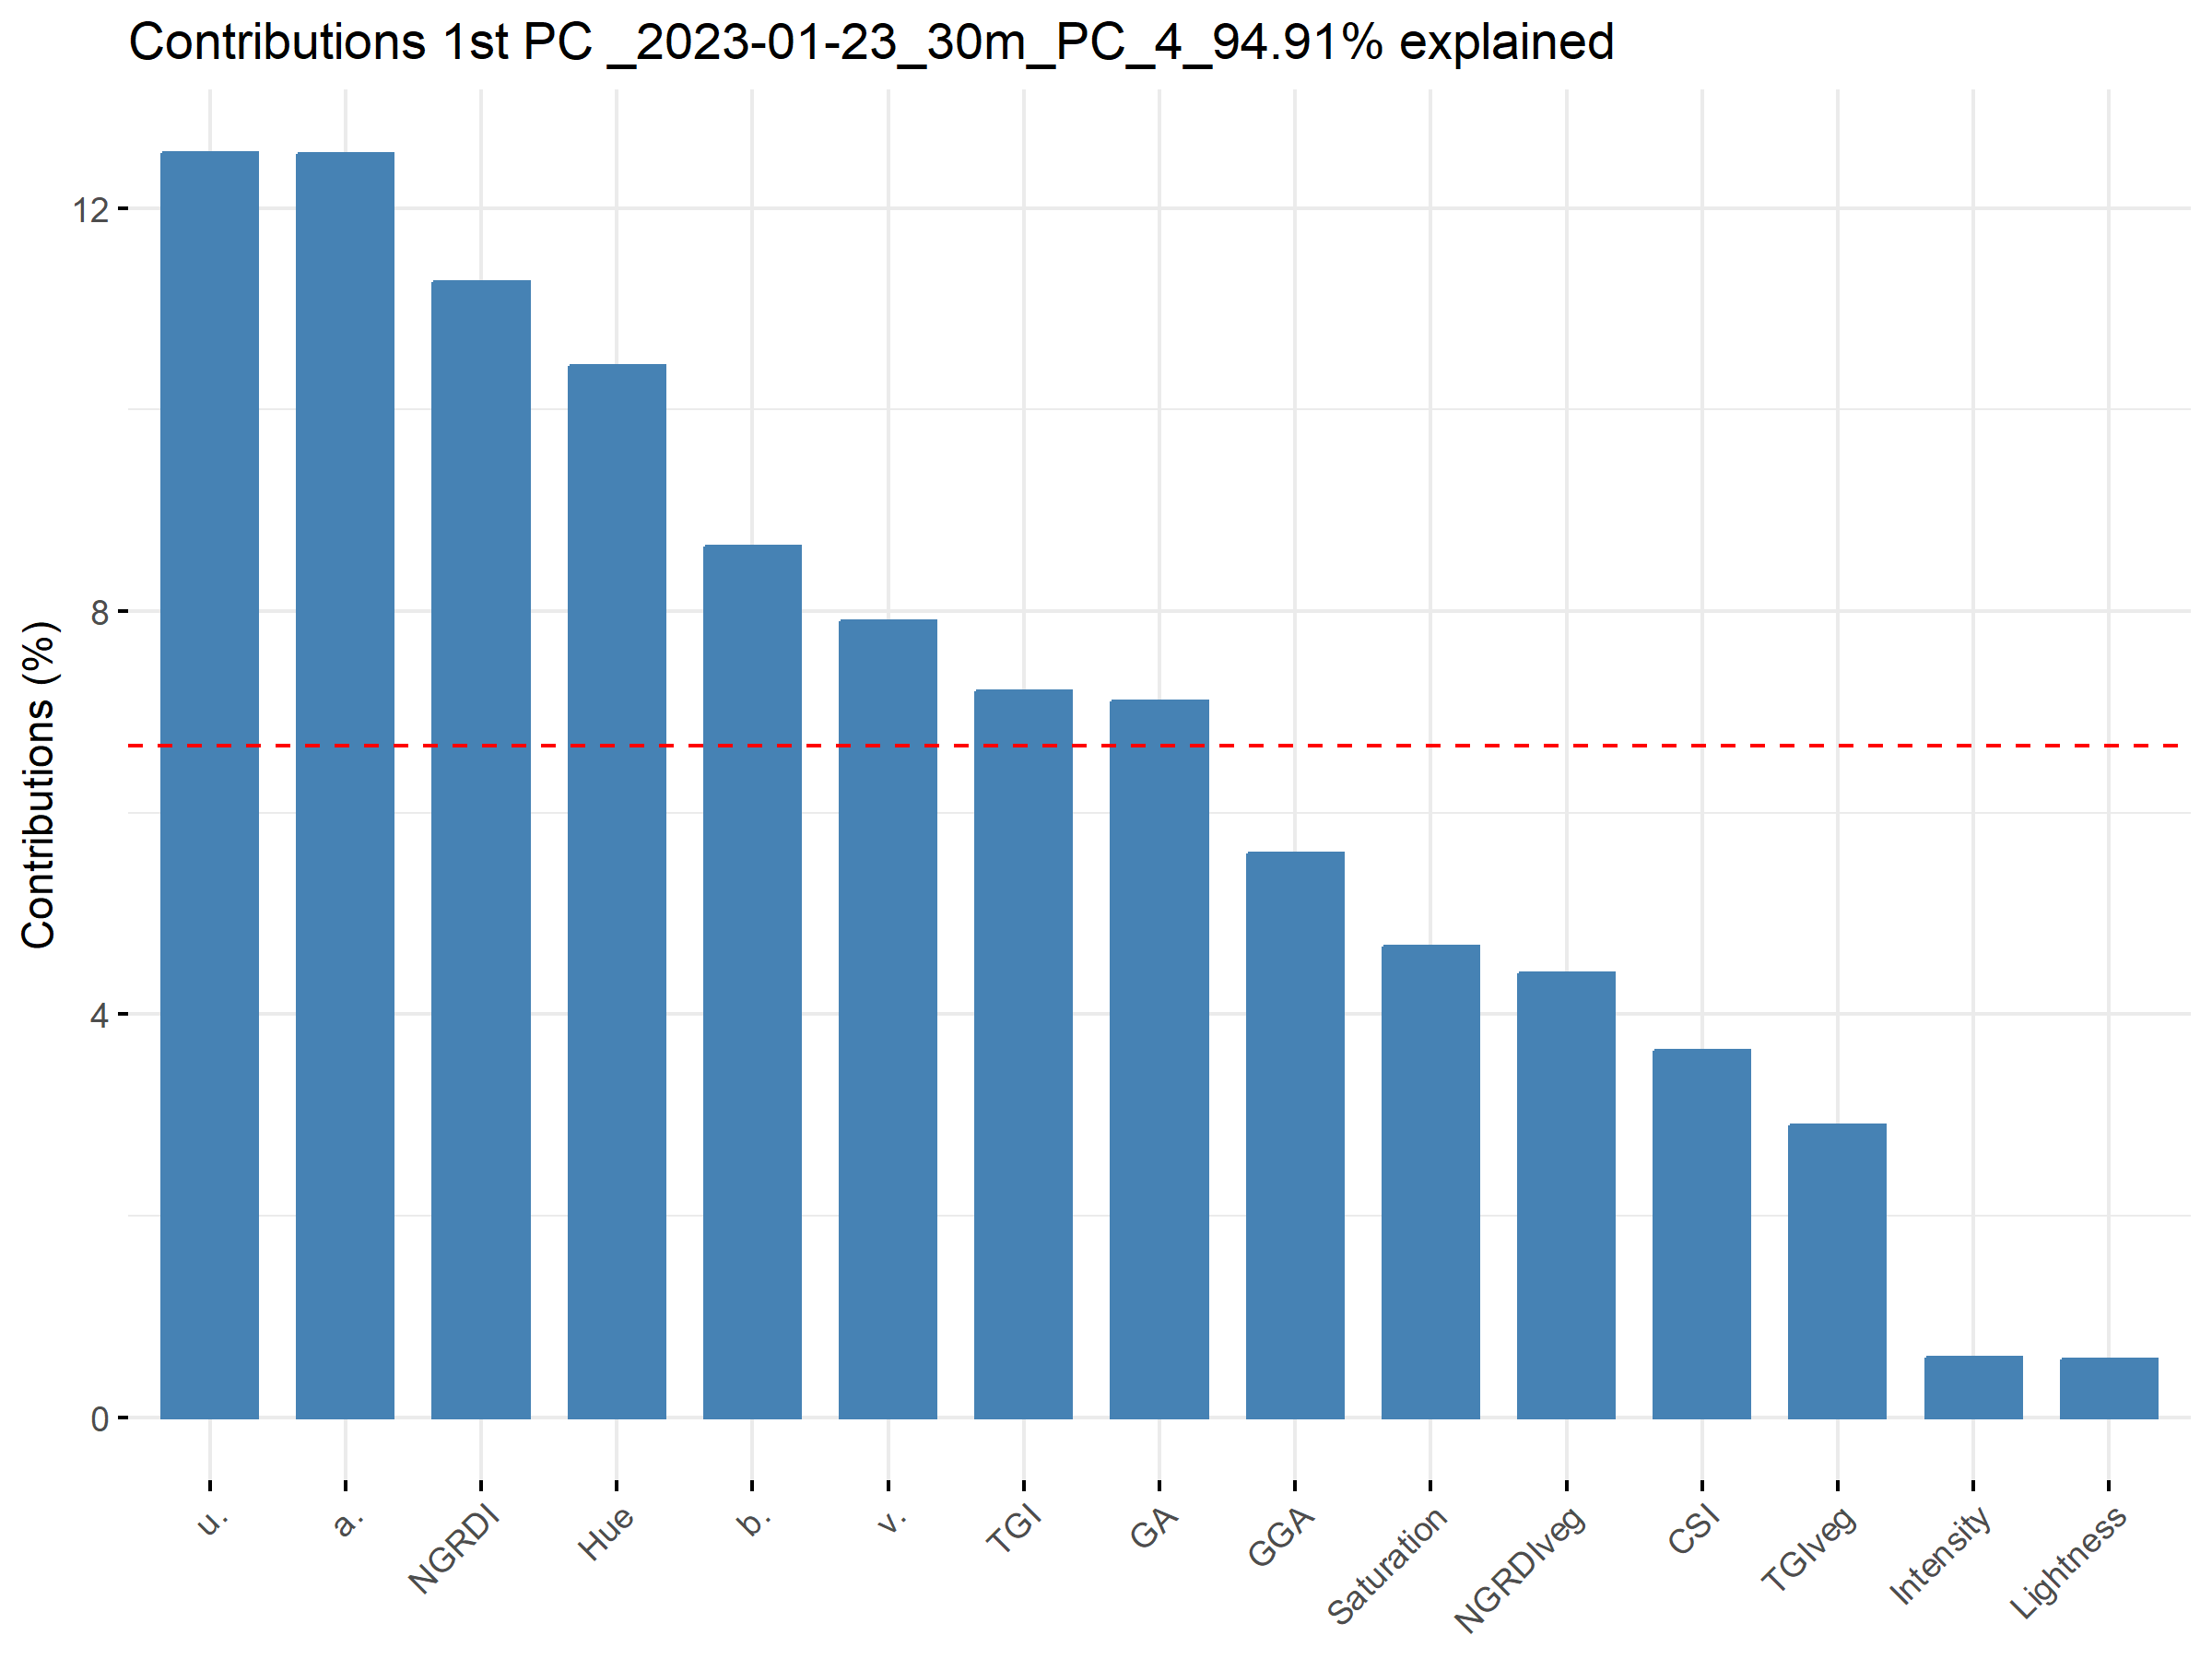 Contributions 1st PC _2023-01-23_30m_PC_4_94.91% explained
Contributions (%)
12
8
4
0
u.
a.
NGRDI
Hue
b.
v.
TGI
GA
GGA
Saturation
NGRDIveg
CSI
TGIveg
Intensity
Lightness